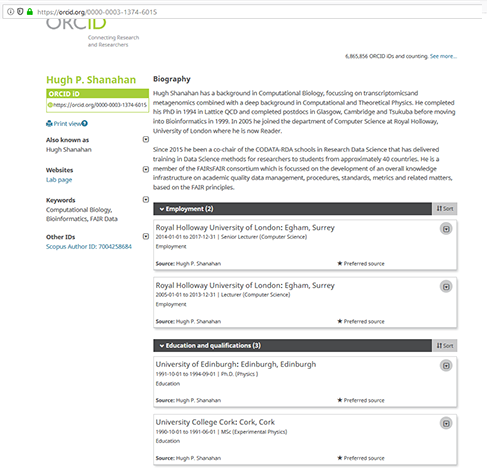 https://orcid.org/0000-0003-1374-6015
ORCID
Connecting Research
and Researchers
6,865,856 ORCID iDs and counting. See more...
Hugh P. Shanahan
ORCID iD
https://orcid.org/0000-0003-1374-6015
Print view
Also known as
Hugh Shanahan
Websites
Lab page
Keywords
Computational Biology,
Bioinformatics, FAIR Data
Other IDs
Scopus Author ID: 7004258684
Biography
Hugh Shanahan has a background in Computational Biology, focussing on transcriptomicsand
metagenomics combined with a deep background in Computational and Theoretical Physics. He completed
his PhD in 1994 in Lattice QCD and completed postdocs in Glasgow, Cambridge and Tsukuba before moving
into Bioinformatics in 1999. In 2005 he joined the department of Computer Science at Royal Holloway,
University of London where he is now Reader.
Since 2015 he been a co-chair of the CODATA-RDA schools in Research Data Science that has delivered
training in Data Science methods for researchers to students from approximately 40 countries. He is a
member of the FAIRsFAIR consortium which is focussed on the development of an overall knowledge
infrastructure on academic quality data management, procedures, standards, metrics and related matters,
based on the FAIR principles.
Employment (2)
Sort
Royal Holloway University of London: Egham, Surrey
2014-01-01 to 2017-12-31 | Senior Lecturer (Computer Science)
Employment
Source: Hugh P. Shanahan
Preferred source
Royal Holloway University of London: Egham, Surrey
2005-01-01 to 2013-12-31 | Lecturer (Computer Science)
Employment
Source: Hugh P. Shanahan
Preferred source
Education and qualifications (3)
Sort
University of Edinburgh: Edinburgh, Edinburgh
1991-10-01 to 1994-09-01 | Ph.D. (Physics )
Education
Source: Hugh P. Shanahan
Preferred source
University College Cork: Cork, Cork
1990-10-01 to 1991-06-01 | MSc (Experimental Physics)
Education
Source: Hugh P. Shanahan
Preferred source